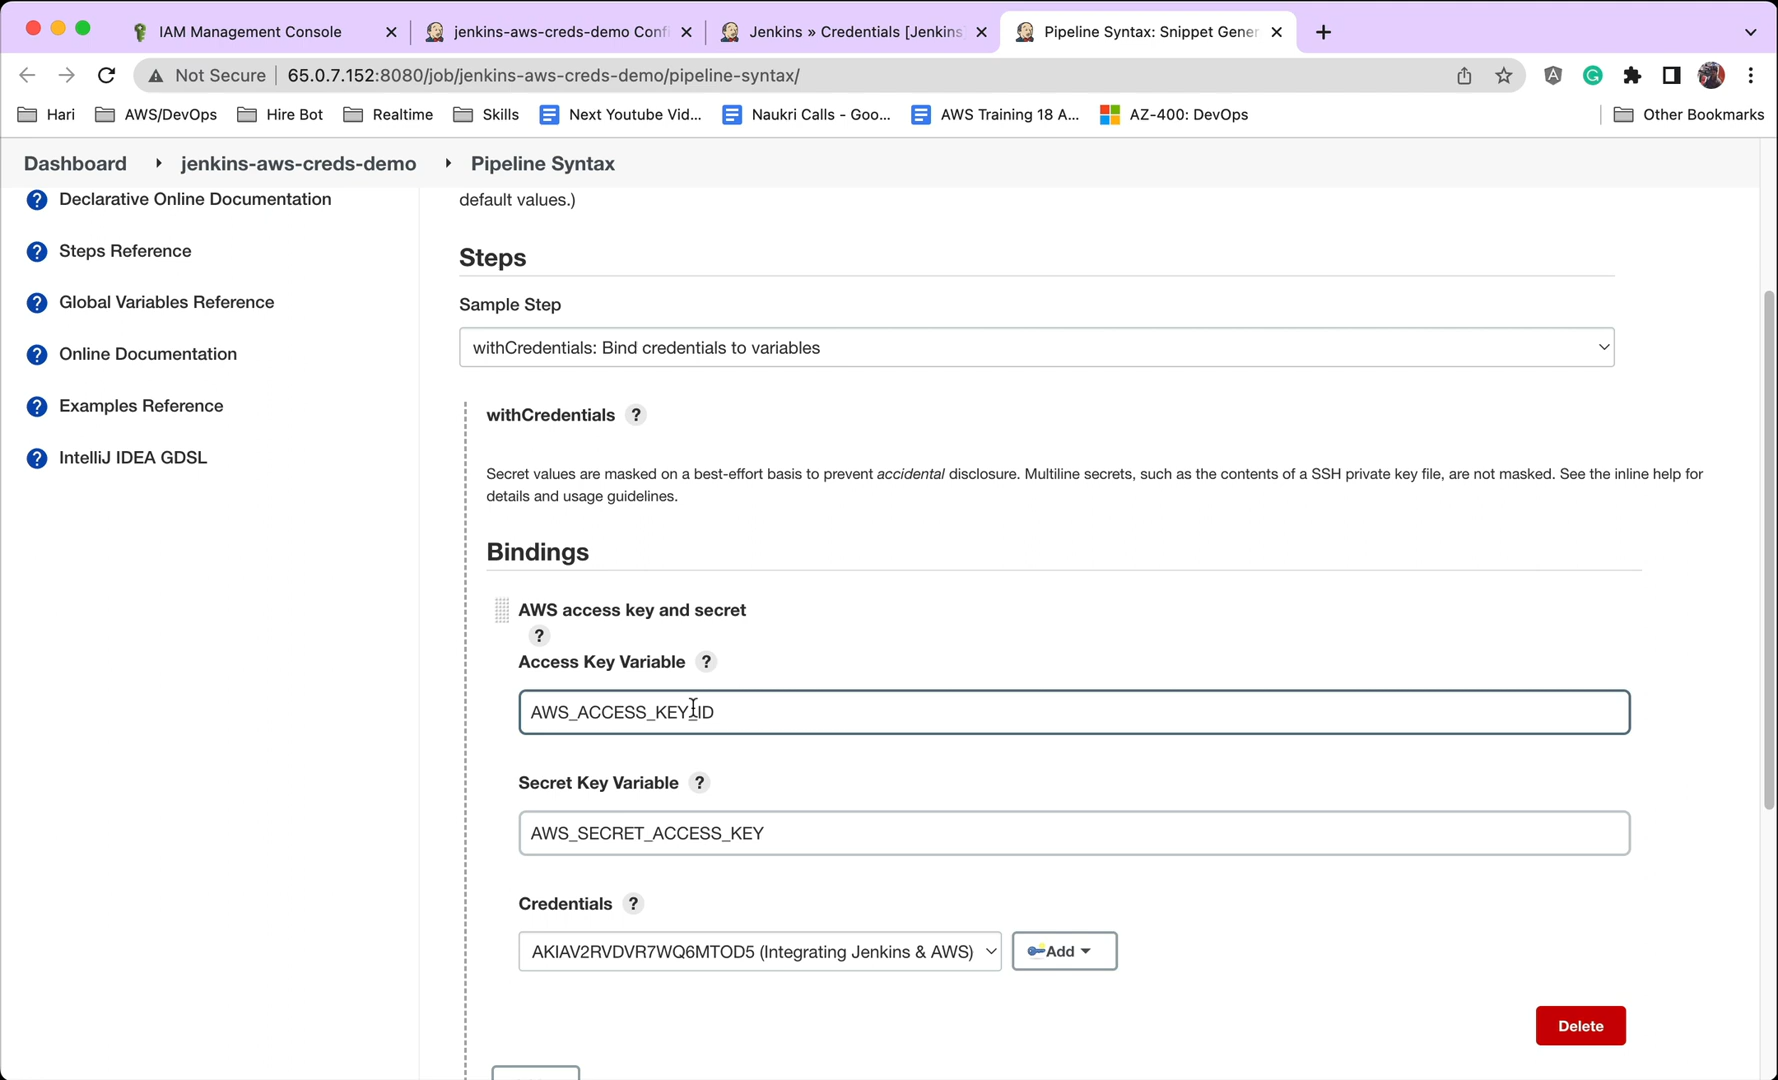 IAM Management Console
jenkins-aws-creds-demo Conf
Jenkins » Credentials [Jenkins
Pipeline Syntax: Snippet Gener
Not Secure
65.0.7.152:8080/job/jenkins-aws-creds-demo/pipeline-syntax/
Hari
AWS/DevOps
Hire Bot
Realtime
Skills
Next Youtube Vid...
Naukri Calls - Goo...
AWS Training 18 A...
AZ-400: DevOps
Other Bookmarks
Dashboard
jenkins-aws-creds-demo
Pipeline Syntax
Declarative Online Documentation
Steps Reference
Global Variables Reference
Online Documentation
Examples Reference
IntelliJ IDEA GDSL
default values.)
Steps
Sample Step
withCredentials: Bind credentials to variables
withCredentials ?
Secret values are masked on a best-effort basis to prevent accidental disclosure. Multiline secrets, such as the contents of a SSH private key file, are not masked. See the inline help for
details and usage guidelines.
Bindings
AWS access key and secret
?
Access Key Variable ?
AWS_ACCESS_KEY_ID
Secret Key Variable ?
AWS_SECRET_ACCESS_KEY
Credentials ?
AKIAV2RVDVR7WQ6MTOD5 (Integrating Jenkins & AWS)
Add
Delete